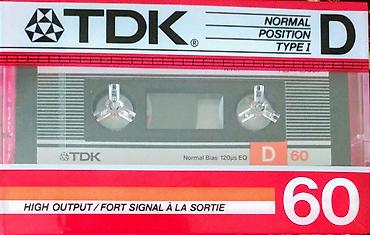 TDK®
NORMAL
POSITION
TYPE I
D
TDK
Normal Bias 120µs EQ
D
60
HIGH OUTPUT/FORT SIGNAL À LA SORTIE
60